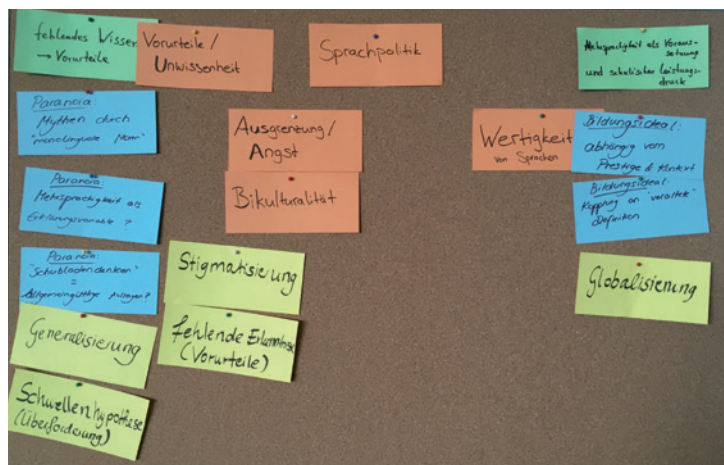 fehlendes Wissen
→ Vorurteile
Vorurteile /
Unwissenheit
Sprachpolitik
Mehrsprachigkeit als Voraus-
setzung
und schulischer Leistungs-
druck
Paranoia:
Mythen durch
"monolinguale Norm"
Ausgrenzung /
Angst
Wertigkeit
von Sprachen
Bildungsideal:
abhängig von
Prestige & Kontext
Paranoia:
Mehrsprachigkeit als
Erklärungsvariable?
Bikulturalität
Bildungsideal:
Kopplung an "veraltete"
Definition
Paranoia:
"Schubladendenken"
=
Allgemeingültige Aussagen?
Stigmatisierung
Globalisierung
Generalisierung
fehlende Erkenntnisse
(Vorurteile)
Schwellenhypothese
(Überforderung)